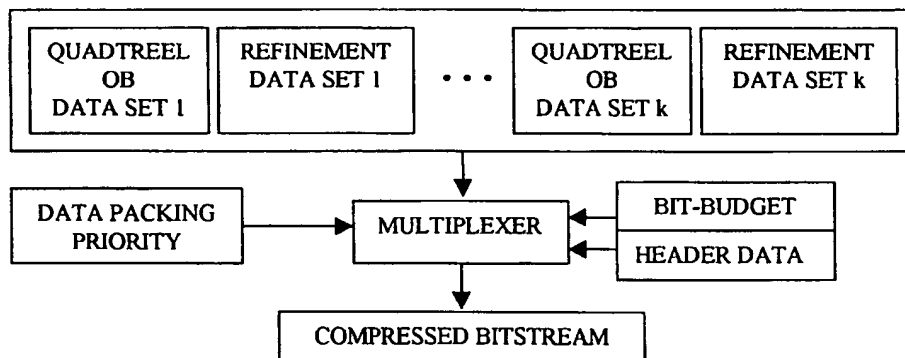 QUADTREEL
OB
DATA SET 1
REFINEMENT
DATA SET 1
• • •
QUADTREEL
OB
DATA SET k
REFINEMENT
DATA SET k
DATA PACKING
PRIORITY
MULTIPLEXER
BIT-BUDGET
HEADER DATA
COMPRESSED BITSTREAM